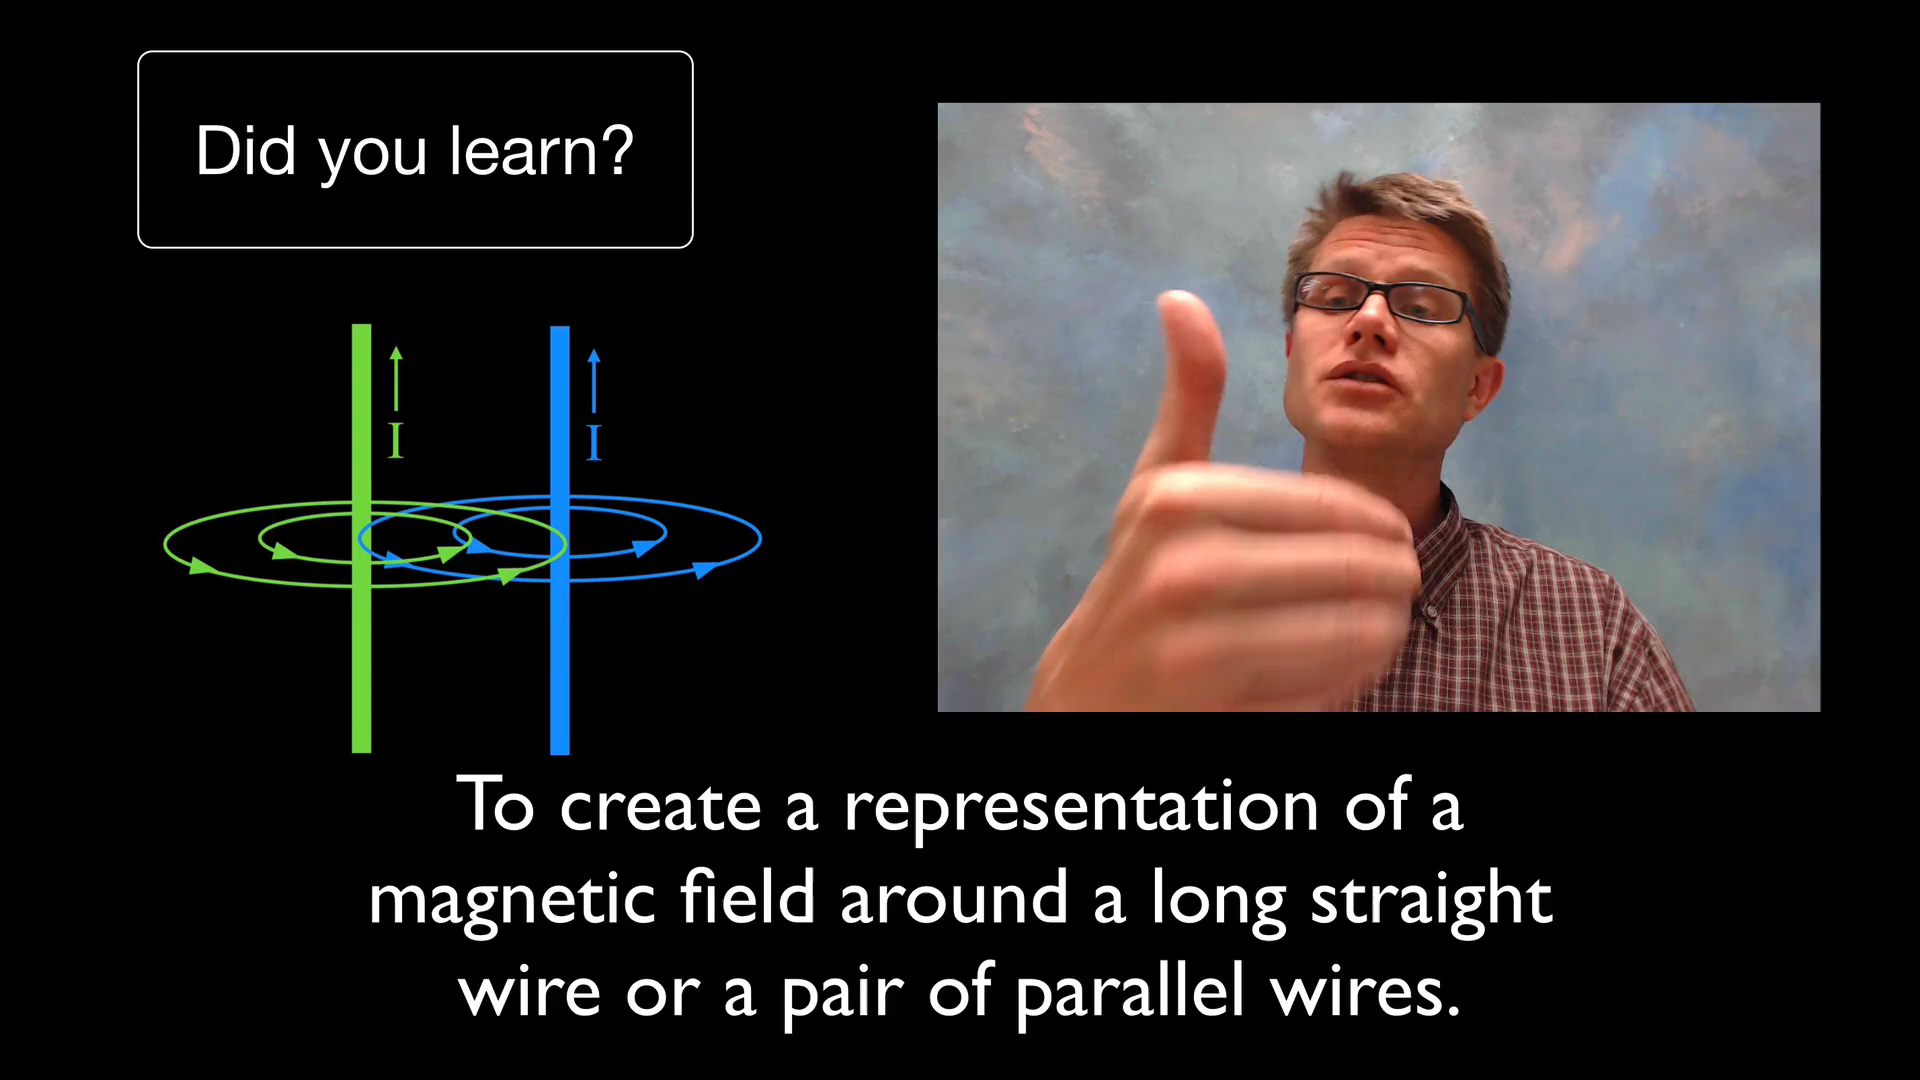 Did you learn?
I
I
To create a representation of a
magnetic field around a long straight
wire or a pair of parallel wires.